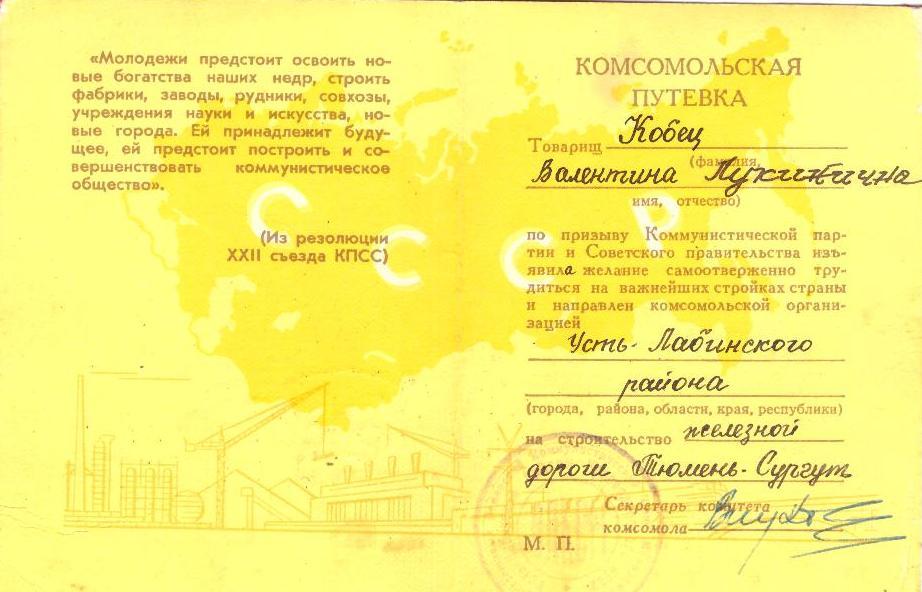 «Молодежи предстоит освоить но-
вые богатства наших недр, строить
фабрики, заводы, рудники, совхозы,
учреждения науки и искусства, но-
вые города. Ей принадлежит буду-
щее, ей предстоит построить и со-
вершенствовать коммунистическое
общество».
(Из резолюции
XXII съезда КПСС)
СССР
КОМСОМОЛЬСКАЯ
ПУТЕВКА
Товарищ Кобец
(фамилия,
Валентина Лукинична
имя, отчество)
по призыву Коммунистической пар-
тии и Советского правительства изъ-
явила желание самоотверженно тру-
диться на важнейших стройках страны
и направлен комсомольской органи-
зацией
Усть-Лабинского
района
(города, района, области, края, республики)
на строительство железной
дороги Тюмень-Сургут
Секретарь комитета
комсомола
М. П.